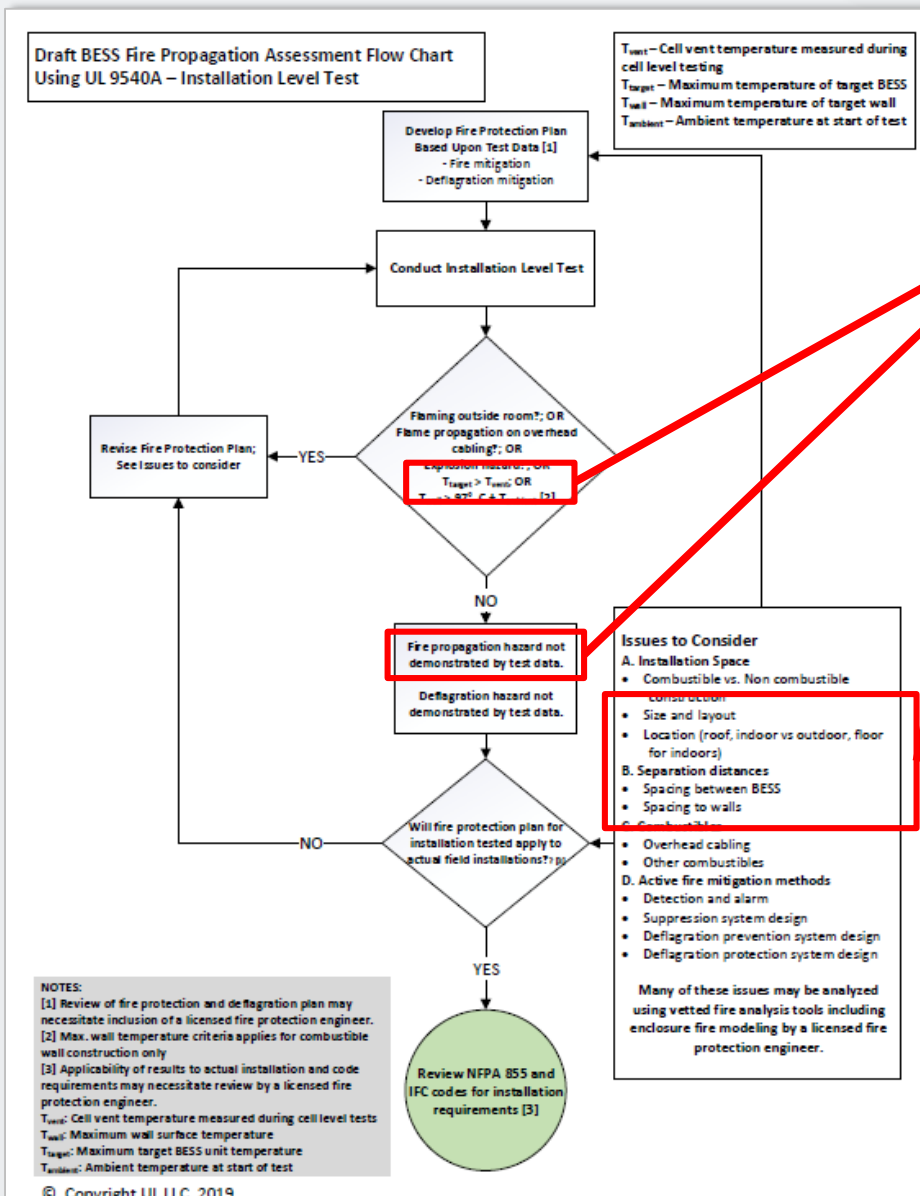 Draft BESS Fire Propagation Assessment Flow Chart
Using UL 9540A – Installation Level Test
Tvent – Cell vent temperature measured during
cell level testing
Ttarget – Maximum temperature of target BESS
Twall – Maximum temperature of target wall
Tambient – Ambient temperature at start of test
Develop Fire Protection Plan
Based Upon Test Data [1]
- Fire mitigation
- Deflagration mitigation
Conduct Installation Level Test
Flaming outside room?; OR
Flame propagation on overhead
cabling?; OR
Explosion hazard?; OR
Ttarget > Tvent; OR
> 97° C + [2]
YES
Revise Fire Protection Plan;
See Issues to consider
NO
Fire propagation hazard not
demonstrated by test data.
Deflagration hazard not
demonstrated by test data.
Will fire protection plan for
installation tested apply to
actual field installations?
NO
YES
Review NFPA 855 and
IFC codes for installation
requirements [3]
Issues to Consider
A. Installation Space
• Combustible vs. Non combustible
construction
• Size and layout
• Location (roof, indoor vs outdoor, floor
for indoors)
B. Separation distances
• Spacing between BESS
• Spacing to walls
C. Combustibles
• Overhead cabling
• Other combustibles
D. Active fire mitigation methods
• Detection and alarm
• Suppression system design
• Deflagration prevention system design
• Deflagration protection system design
Many of these issues may be analyzed
using vetted fire analysis tools including
enclosure fire modeling by a licensed fire
protection engineer.
NOTES:
[1] Review of fire protection and deflagration plan may
necessitate inclusion of a licensed fire protection engineer.
[2] Max. wall temperature criteria applies for combustible
wall construction only
[3] Applicability of results to actual installation and code
requirements may necessitate review by a licensed fire
protection engineer.
Tvent: Cell vent temperature measured during cell level tests
Twall: Maximum wall surface temperature
Ttarget: Maximum target BESS unit temperature
Tambient: Ambient temperature at start of test
© Copyright UL LLC, 2019